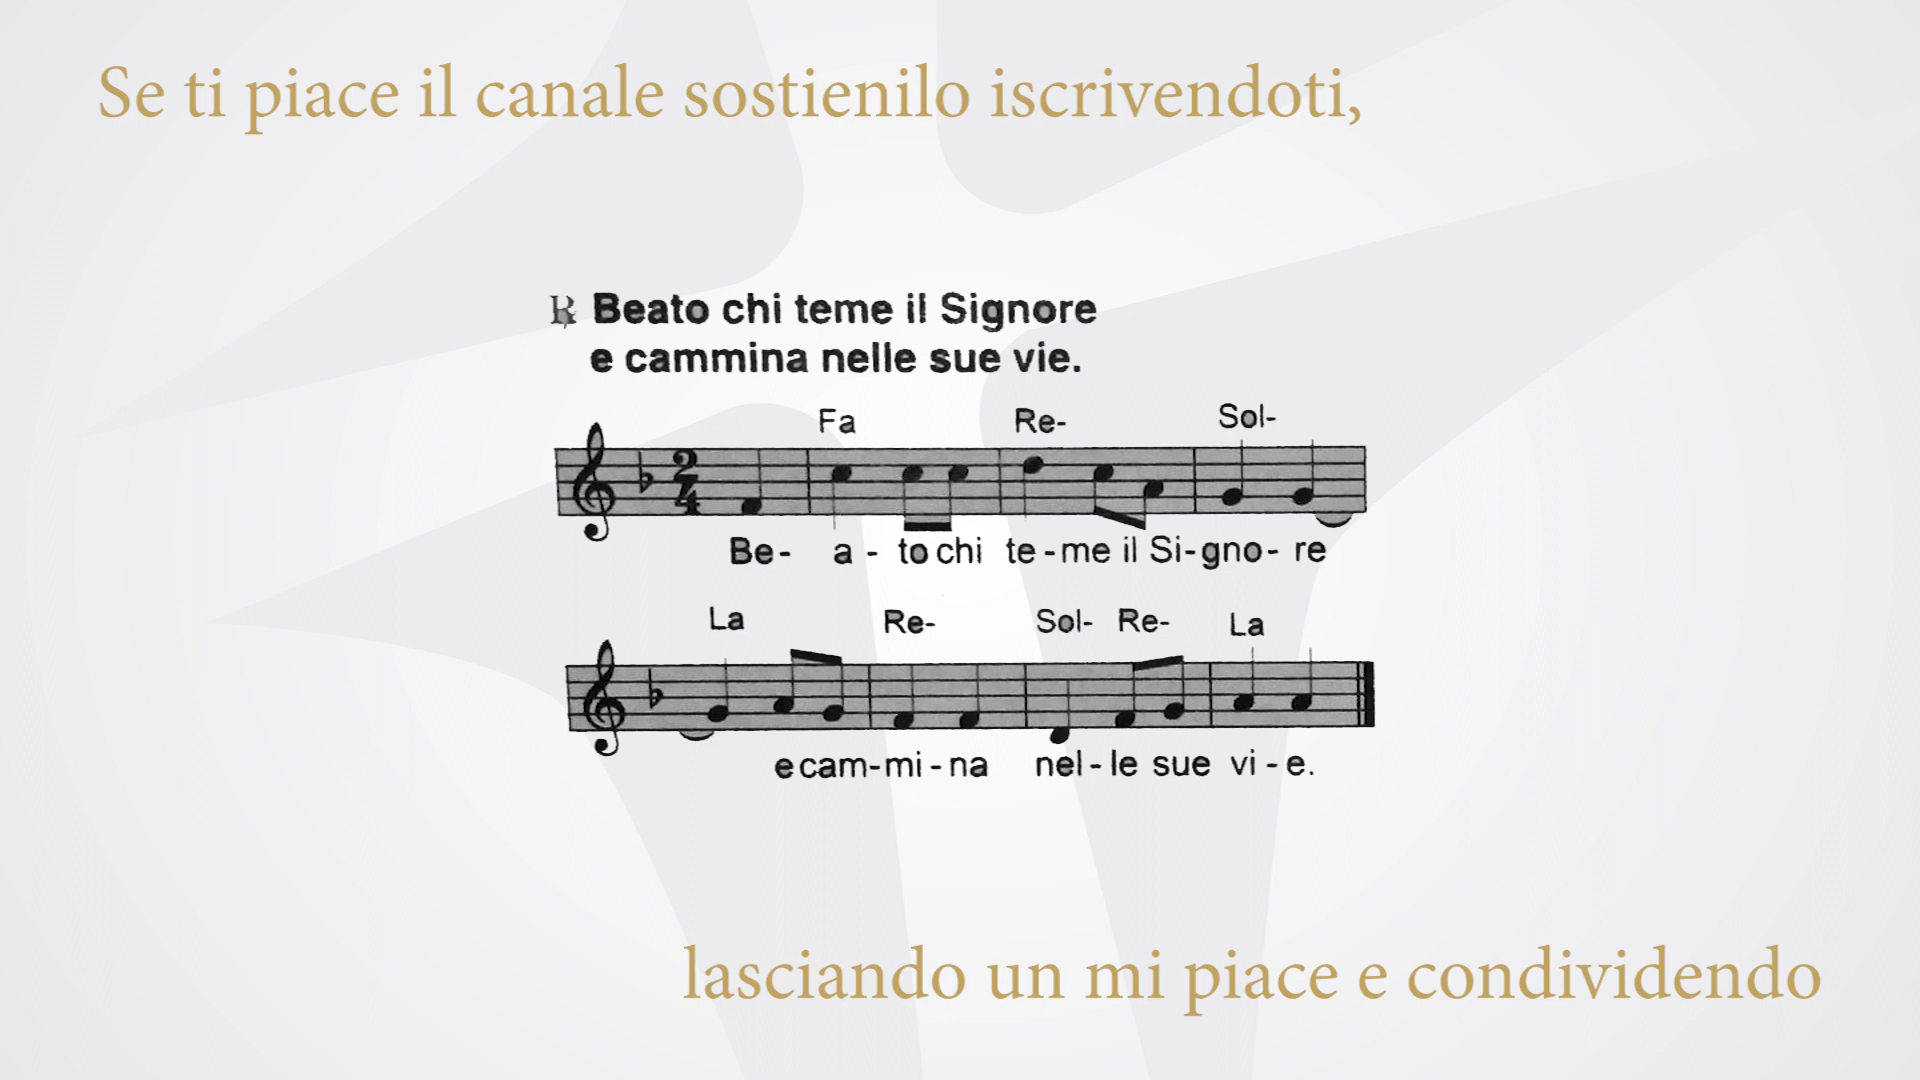 Se ti piace il canale sostienilo iscrivendoti,
℟ Beato chi teme il Signore
e cammina nelle sue vie.
Fa Re- Sol-
2
4
Be- a - to chi te - me il Si - gno - re
La Re- Sol- Re- La
e cam - mi - na nel - le sue vi - e.
lasciando un mi piace e condividendo